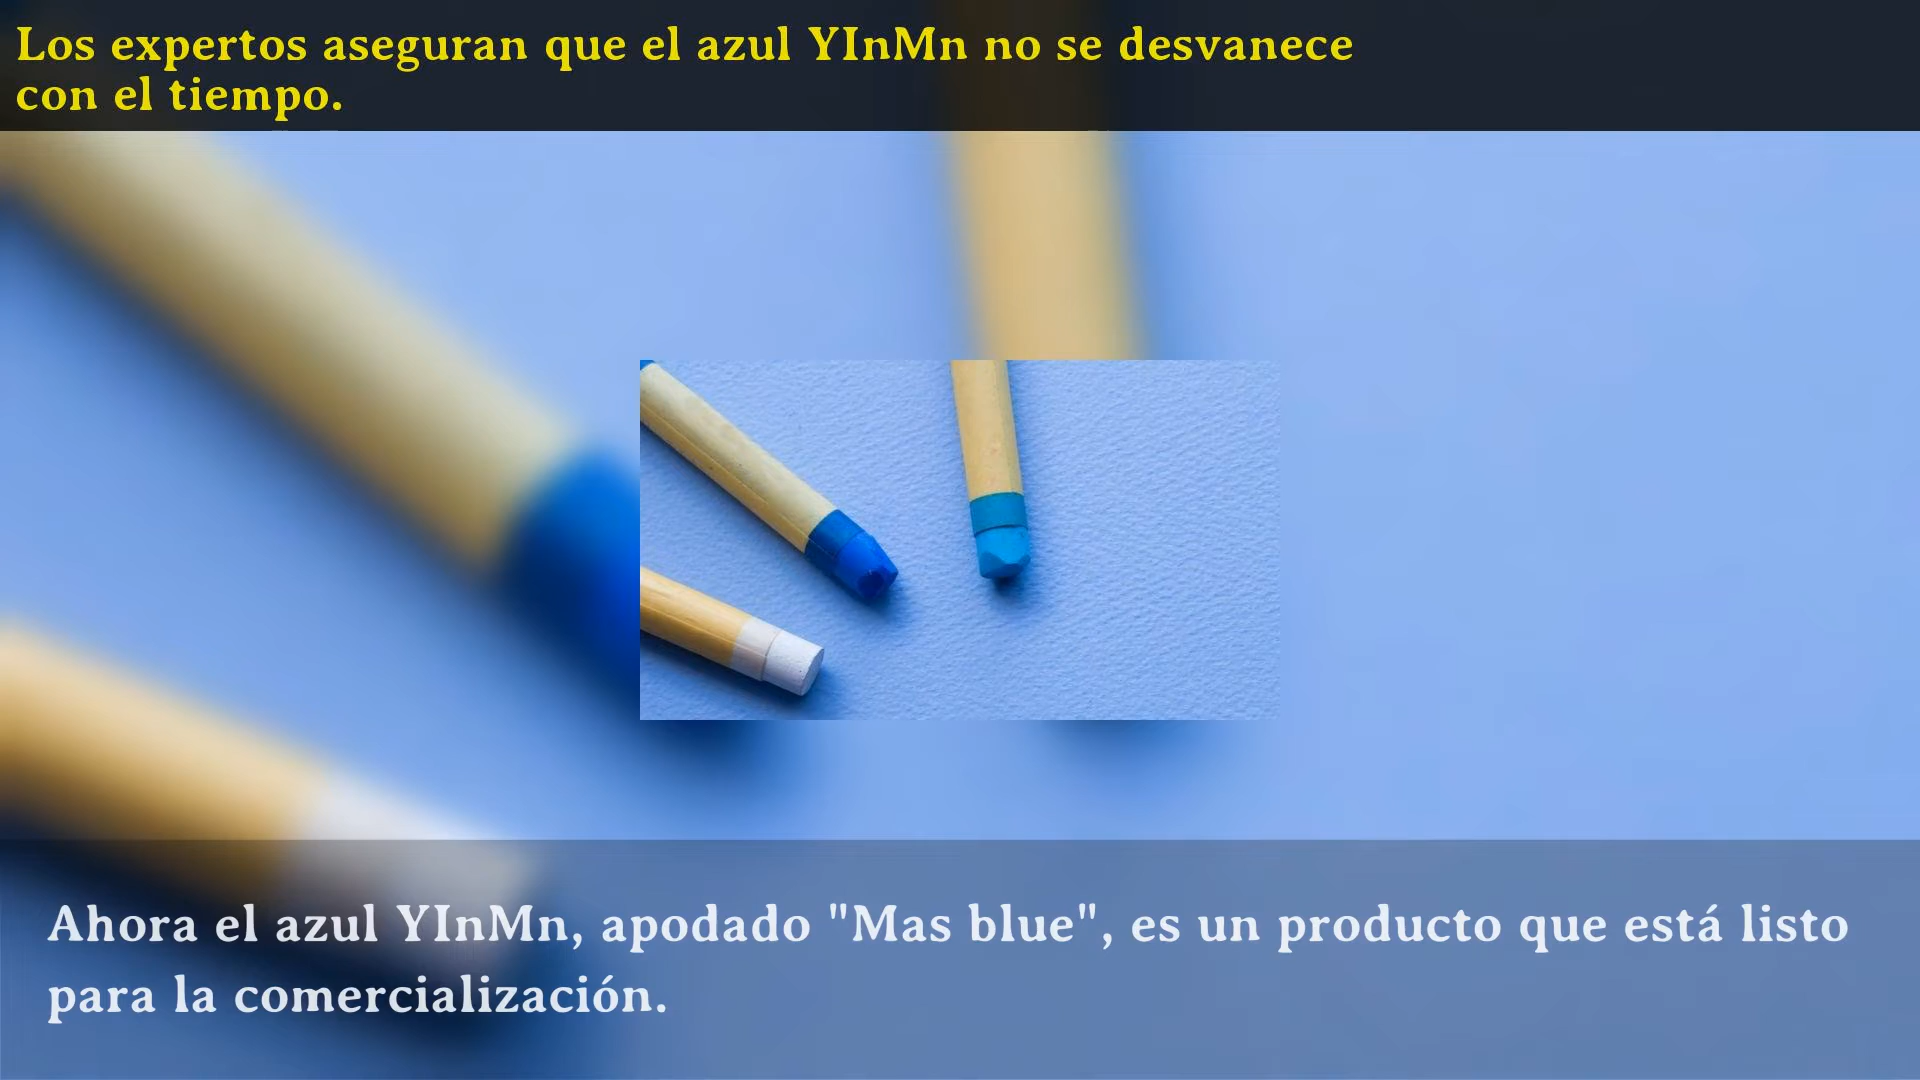 Los expertos aseguran que el azul YInMn no se desvanece
con el tiempo.
Ahora el azul YInMn, apodado "Mas blue", es un producto que está listo
para la comercialización.